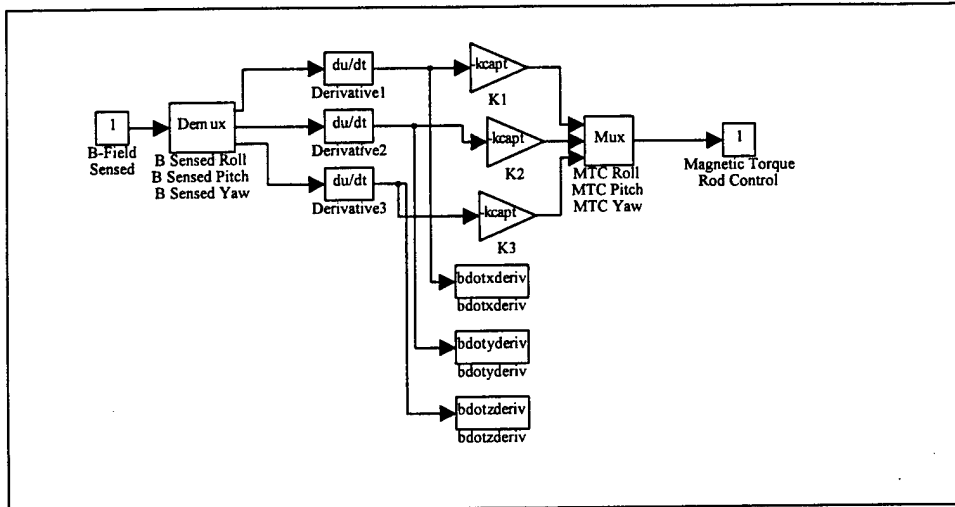 du/dt
Derivative1
-kcapt
K1
1
B-Field
Sensed
Demux
B Sensed Roll
B Sensed Pitch
B Sensed Yaw
du/dt
Derivative2
-kcapt
K2
Mux
MTC Roll
MTC Pitch
MTC Yaw
1
Magnetic Torque
Rod Control
du/dt
Derivative3
-kcapt
K3
bdotxderiv
bdotxderiv
bdotyderiv
bdotyderiv
bdotzderiv
bdotzderiv